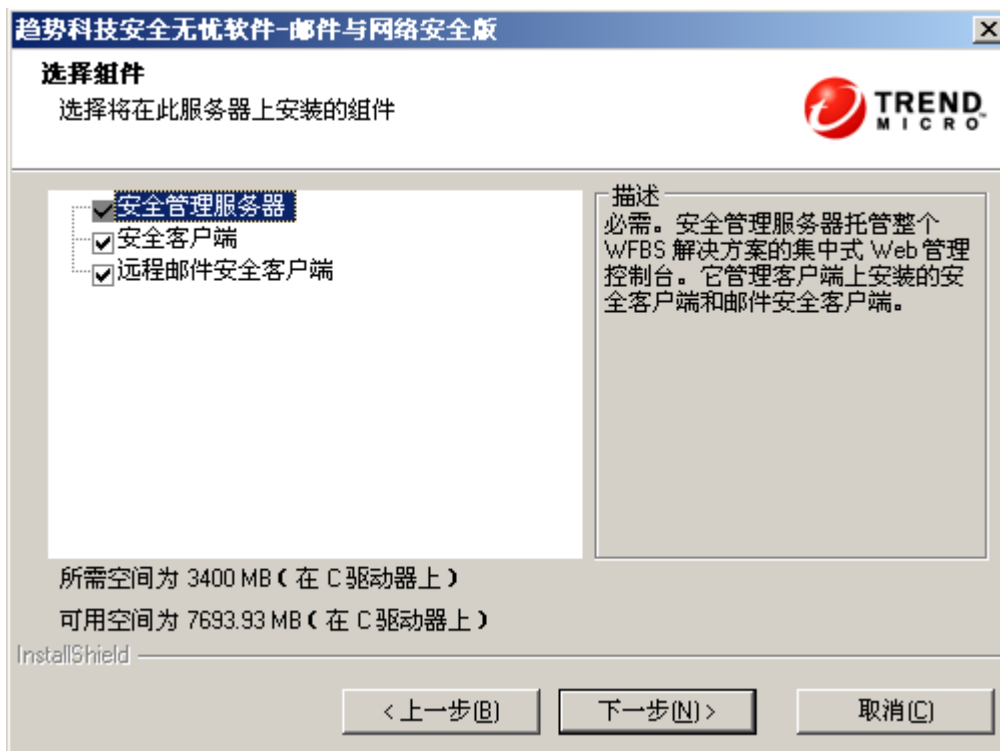 趋势科技安全无忧软件-邮件与网络安全版
选择组件
选择将在此服务器上安装的组件
TREND
MICRO
安全管理服务器
安全客户端
远程邮件安全客户端
描述
必需。安全管理服务器托管整个
WFBS 解决方案的集中式 Web 管理
控制台。它管理客户端上安装的安
全客户端和邮件安全客户端。
所需空间为 3400 MB（在 C 驱动器上）
可用空间为 7693.93 MB（在 C 驱动器上）
InstallShield
< 上一步(B)
下一步(N) >
取消(C)